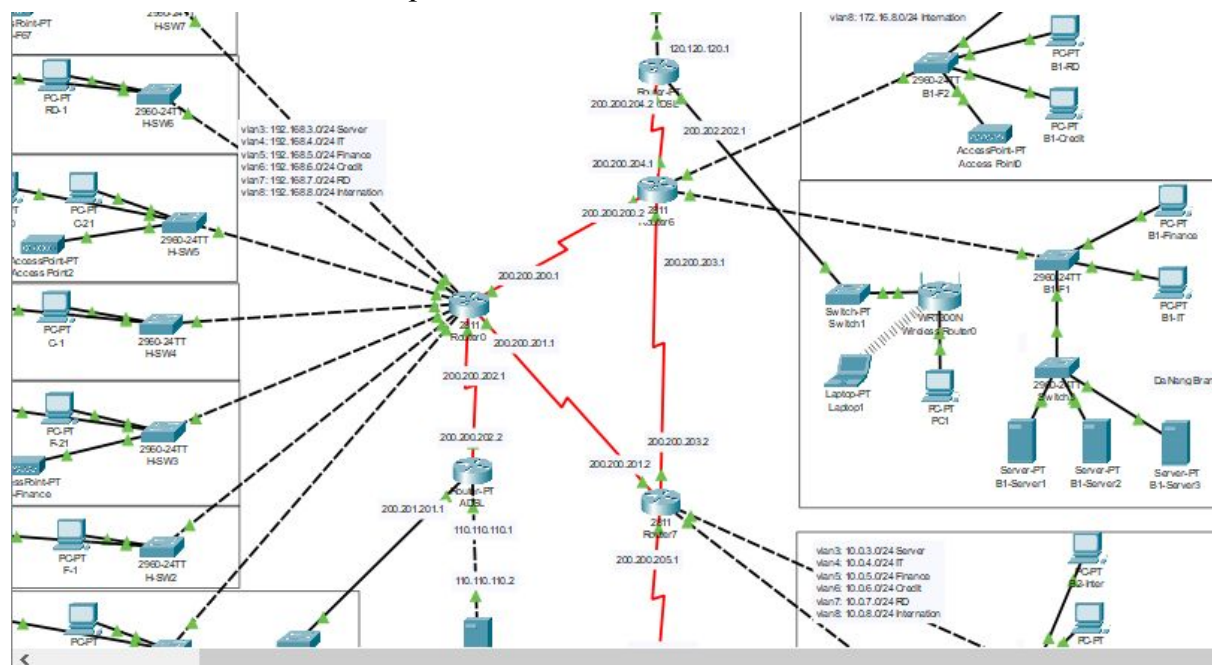 H-SW7
120.120.120.1
vlan8: 172.16.8.0/24 Internation
PC-PT
B1-RD
2960-24TT
B1-F2
PC-PT
B1-Credit
AccessPoint-PT
Access Point0
PC-PT
RD-1
2960-24TT
H-SW6
vlan3: 192.168.3.0/24 Server
vlan4: 192.168.4.0/24 IT
vlan5: 192.168.5.0/24 Finance
vlan6: 192.168.6.0/24 Credit
vlan7: 192.168.7.0/24 RD
vlan8: 192.168.8.0/24 Internation
200.200.204.2
200.202.202.1
200.200.204.1
2811
Router6
200.200.200.2
200.200.203.1
PC-PT
C-21
2960-24TT
H-SW5
AccessPoint-PT
Access Point2
200.200.200.1
2811
Router0
200.200.201.1
PC-PT
C-1
2960-24TT
H-SW4
Switch-PT
Switch1
WRT300N
Wireless Router0
Laptop-PT
Laptop1
PC-PT
PC1
PC-PT
B1-Finance
2960-24TT
B1-F1
PC-PT
B1-IT
2960-24TT
Server-PT
B1-Server1
Server-PT
B1-Server2
Server-PT
B1-Server3
200.200.202.1
200.200.202.2
PC-PT
F-21
2960-24TT
H-SW3
200.200.203.2
200.200.201.2
2811
Router7
200.200.205.1
Router-PT
ADSL
200.201.201.1
110.110.110.1
110.110.110.2
PC-PT
F-1
2960-24TT
H-SW2
vlan3: 10.0.3.0/24 Server
vlan4: 10.0.4.0/24 IT
vlan5: 10.0.5.0/24 Finance
vlan6: 10.0.6.0/24 Credit
vlan7: 10.0.7.0/24 RD
vlan8: 10.0.8.0/24 Internation
PC-PT
B2-Inter
PC-PT